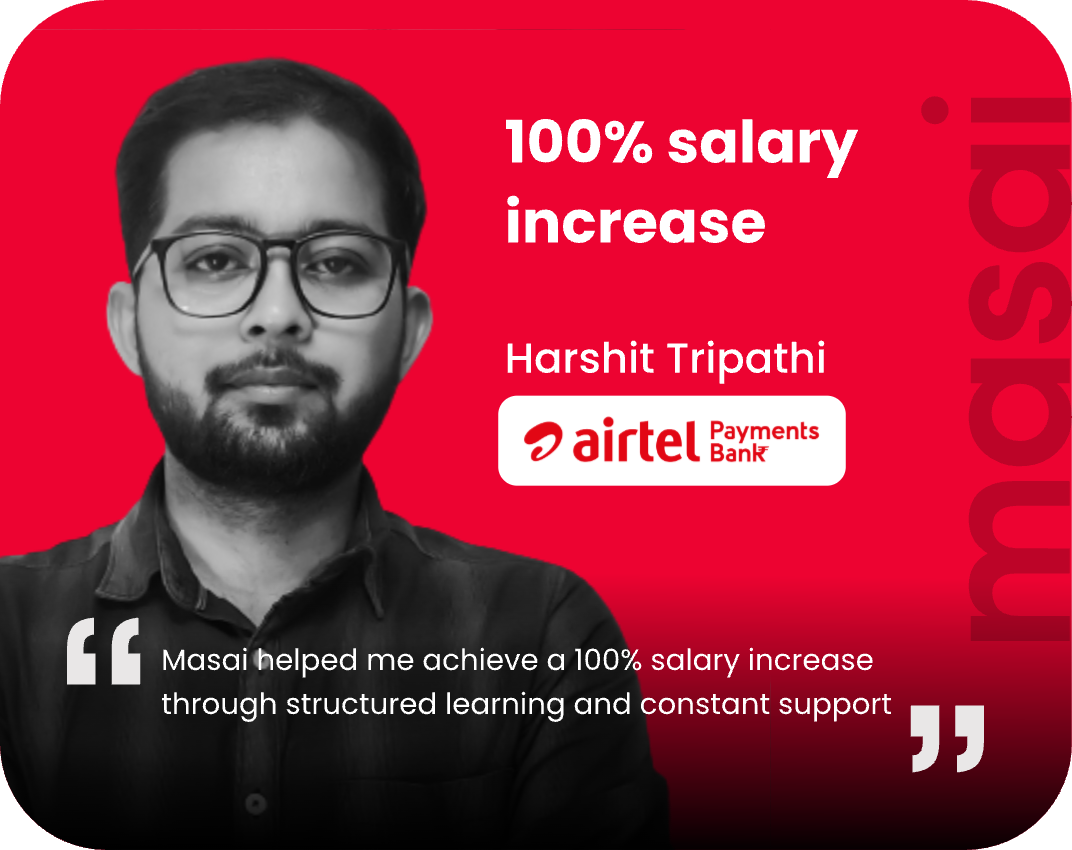 100% salary
increase
Harshit Tripathi
airtel Payments
Bank
masai
“ Masai helped me achieve a 100% salary increase
through structured learning and constant support ”